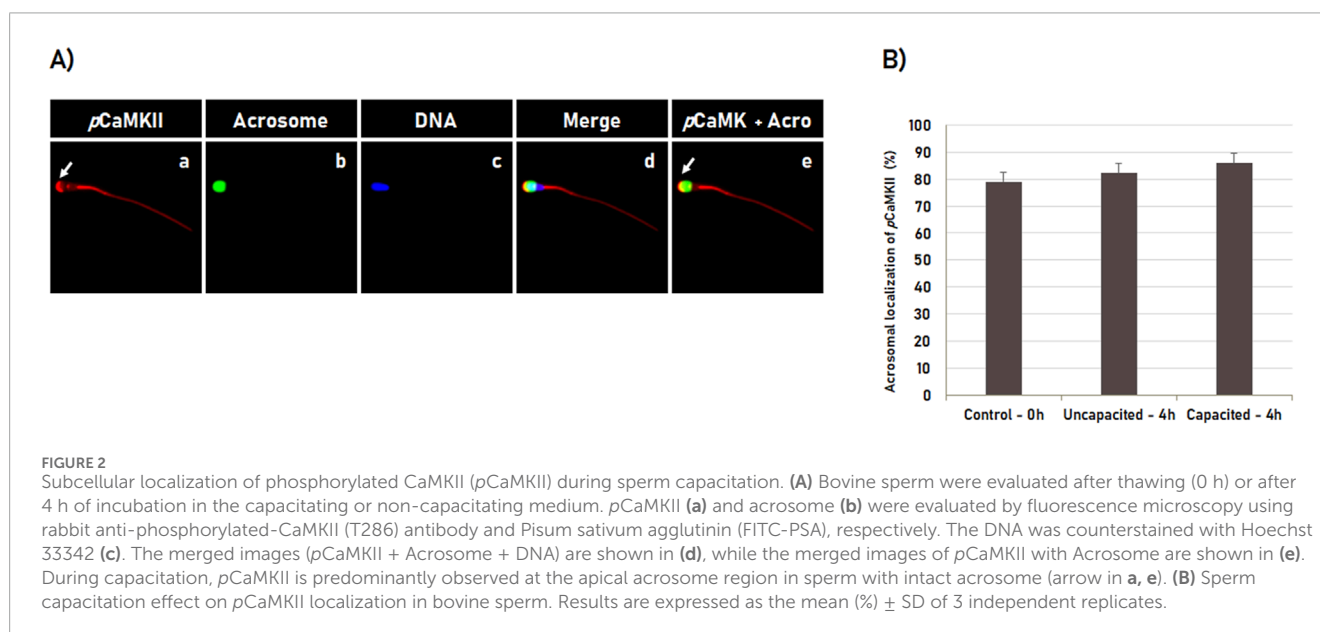 A)
pCaMKII Acrosome DNA Merge pCaMK + Acro
a b c d e
B)
Acrosomal localization of pCaMKII (%)
100
90
80
70
60
50
40
30
20
10
0
Control - 0h Uncapacited - 4h Capacited - 4h
FIGURE 2
Subcellular localization of phosphorylated CaMKII (pCaMKII) during sperm capacitation. (A) Bovine sperm were evaluated after thawing (0 h) or after
4 h of incubation in the capacitating or non-capacitating medium. pCaMKII (a) and acrosome (b) were evaluated by fluorescence microscopy using
rabbit anti-phosphorylated-CaMKII (T286) antibody and Pisum sativum agglutinin (FITC-PSA), respectively. The DNA was counterstained with Hoechst
33342 (c). The merged images (pCaMKII + Acrosome + DNA) are shown in (d), while the merged images of pCaMKII with Acrosome are shown in (e).
During capacitation, pCaMKII is predominantly observed at the apical acrosome region in sperm with intact acrosome (arrow in a, e). (B) Sperm
capacitation effect on pCaMKII localization in bovine sperm. Results are expressed as the mean (%) ± SD of 3 independent replicates.